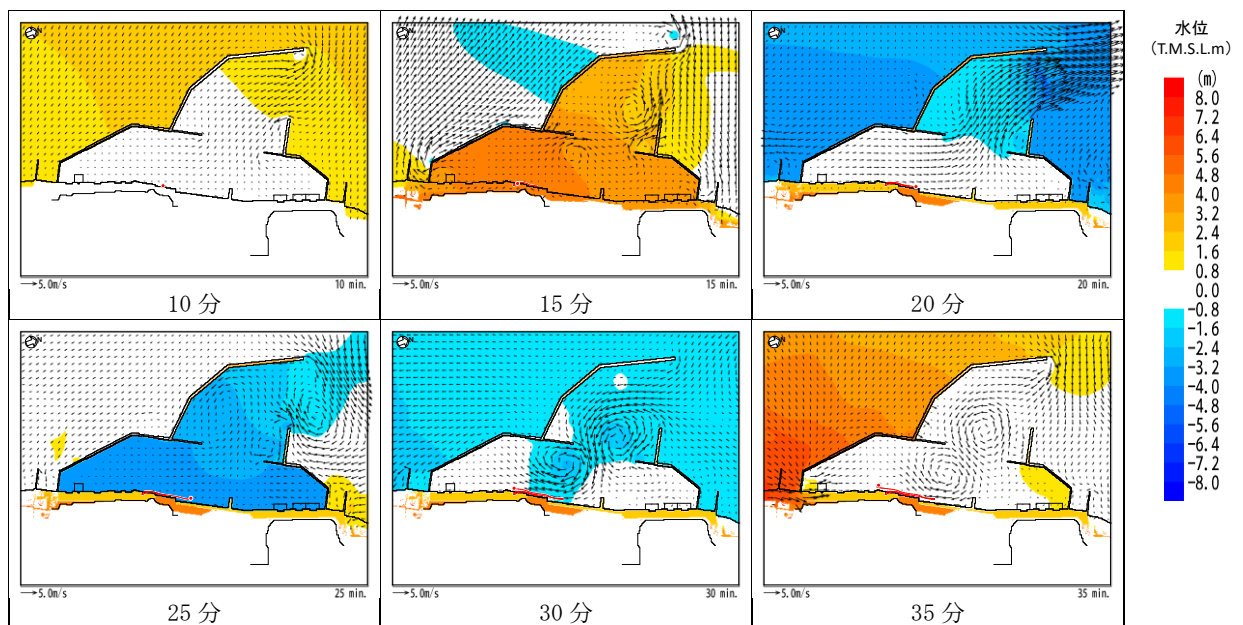 水位
(T.M.S.L.m)
(m)
8.0
7.2
6.4
5.6
4.8
4.0
3.2
2.4
1.6
0.8
0.0
-0.8
-1.6
-2.4
-3.2
-4.0
-4.8
-5.6
-6.4
-7.2
-8.0
N
5.0m/s
10 min.
10 分
N
5.0m/s
15 min.
15 分
N
5.0m/s
20 min.
20 分
N
5.0m/s
25 min.
25 分
N
5.0m/s
30 min.
30 分
N
5.0m/s
35 min.
35 分